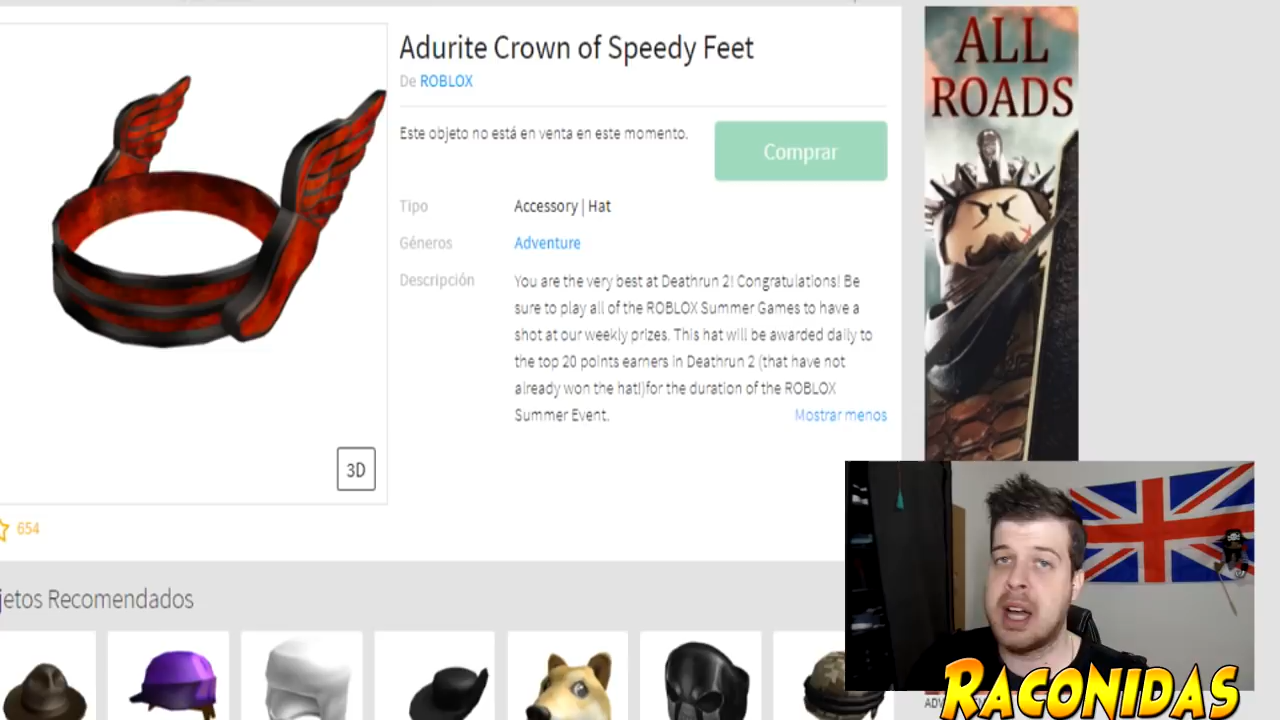 Adurite Crown of Speedy Feet
De ROBLOX
Este objeto no está en venta en este momento.
Comprar
Tipo
Accessory | Hat
Géneros
Adventure
Descripción
You are the very best at Deathrun 2! Congratulations! Be
sure to play all of the ROBLOX Summer Games to have a
shot at our weekly prizes. This hat will be awarded daily to
the top 20 points earners in Deathrun 2 (that have not
already won the hat!)for the duration of the ROBLOX
Summer Event.
Mostrar menos
3D
654
jetos Recomendados
ALL
ROADS
RACONIDAS